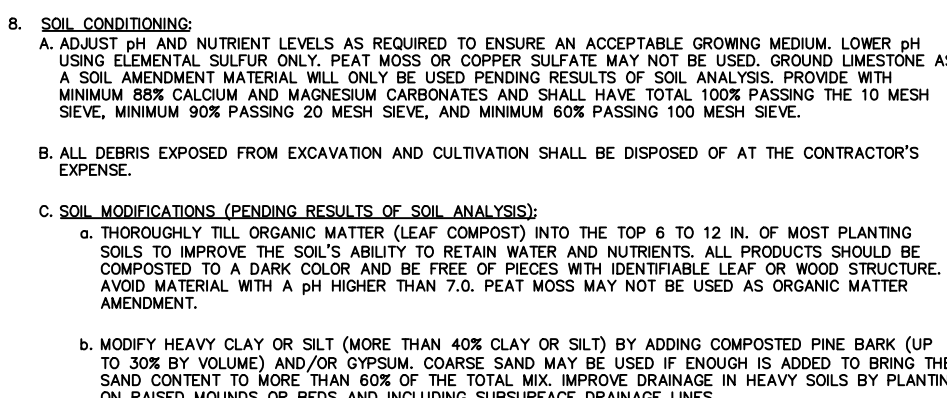 8. SOIL CONDITIONING:
A. ADJUST pH AND NUTRIENT LEVELS AS REQUIRED TO ENSURE AN ACCEPTABLE GROWING MEDIUM. LOWER pH
USING ELEMENTAL SULFUR ONLY. PEAT MOSS OR COPPER SULFATE MAY NOT BE USED. GROUND LIMESTONE AS
A SOIL AMENDMENT MATERIAL WILL ONLY BE USED PENDING RESULTS OF SOIL ANALYSIS. PROVIDE WITH
MINIMUM 88% CALCIUM AND MAGNESIUM CARBONATES AND SHALL HAVE TOTAL 100% PASSING THE 10 MESH
SIEVE, MINIMUM 90% PASSING 20 MESH SIEVE, AND MINIMUM 60% PASSING 100 MESH SIEVE.
B. ALL DEBRIS EXPOSED FROM EXCAVATION AND CULTIVATION SHALL BE DISPOSED OF AT THE CONTRACTOR'S
EXPENSE.
C. SOIL MODIFICATIONS (PENDING RESULTS OF SOIL ANALYSIS):
a. THOROUGHLY TILL ORGANIC MATTER (LEAF COMPOST) INTO THE TOP 6 TO 12 IN. OF MOST PLANTING
SOILS TO IMPROVE THE SOIL'S ABILITY TO RETAIN WATER AND NUTRIENTS. ALL PRODUCTS SHOULD BE
COMPOSTED TO A DARK COLOR AND BE FREE OF PIECES WITH IDENTIFIABLE LEAF OR WOOD STRUCTURE.
AVOID MATERIAL WITH A pH HIGHER THAN 7.0. PEAT MOSS MAY NOT BE USED AS ORGANIC MATTER
AMENDMENT.
b. MODIFY HEAVY CLAY OR SILT (MORE THAN 40% CLAY OR SILT) BY ADDING COMPOSTED PINE BARK (UP
TO 30% BY VOLUME) AND/OR GYPSUM. COARSE SAND MAY BE USED IF ENOUGH IS ADDED TO BRING THE
SAND CONTENT TO MORE THAN 60% OF THE TOTAL MIX. IMPROVE DRAINAGE IN HEAVY SOILS BY PLANTIN
ON RAISED MOUNDS OR BEDS AND INCLUDING SUBSURFACE DRAINAGE LINES.